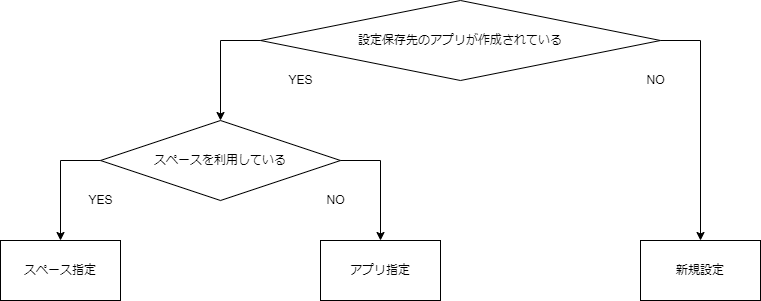 設定保存先のアプリが作成されている
YES
NO
スペースを利用している
YES
NO
スペース指定
アプリ指定
新規設定